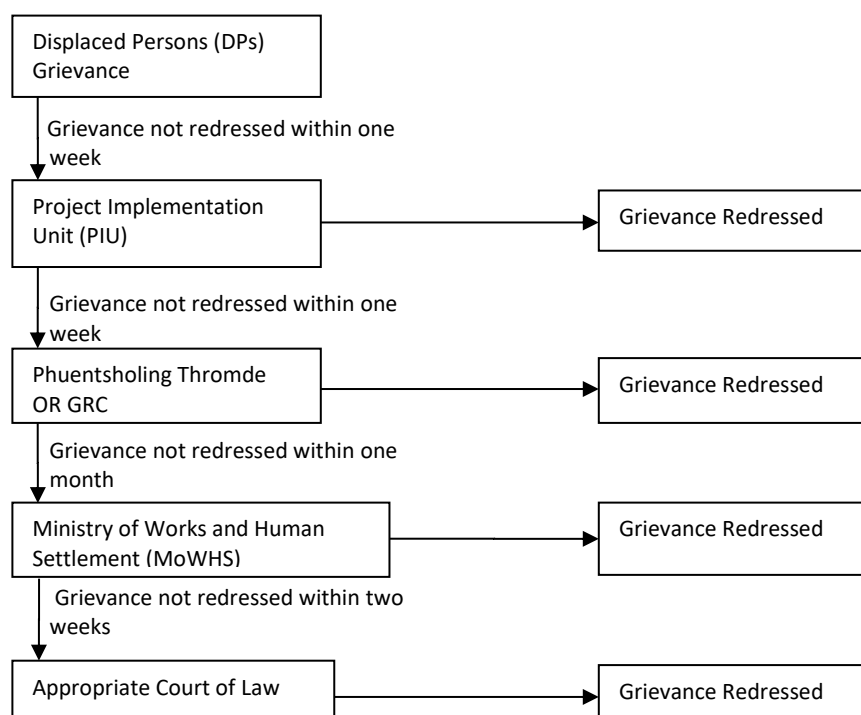 Displaced Persons (DPs)
Grievance
Grievance not redressed within one
week
Project Implementation
Unit (PIU)
Grievance Redressed
Grievance not redressed within one
week
Phuentsholing Thromde
OR GRC
Grievance Redressed
Grievance not redressed within one
month
Ministry of Works and Human
Settlement (MoWHS)
Grievance Redressed
Grievance not redressed within two
weeks
Appropriate Court of Law
Grievance Redressed